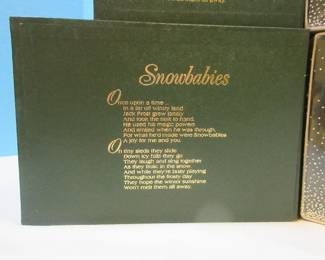 Snowbabies
Once upon a time...
In a far off wintry land
Jack Frost grew lonely
And took the task to hand.
He used his magic powers
And smiled when he was through,
For what he'd made were Snowbabies
A joy for me and you.
On tiny sleds they slide
Down icy hills they go
They laugh and sing together
As they frolic in the snow.
And while they're busy playing
Throughout the frosty day
They hope the winter sunshine
Won't melt them all away.